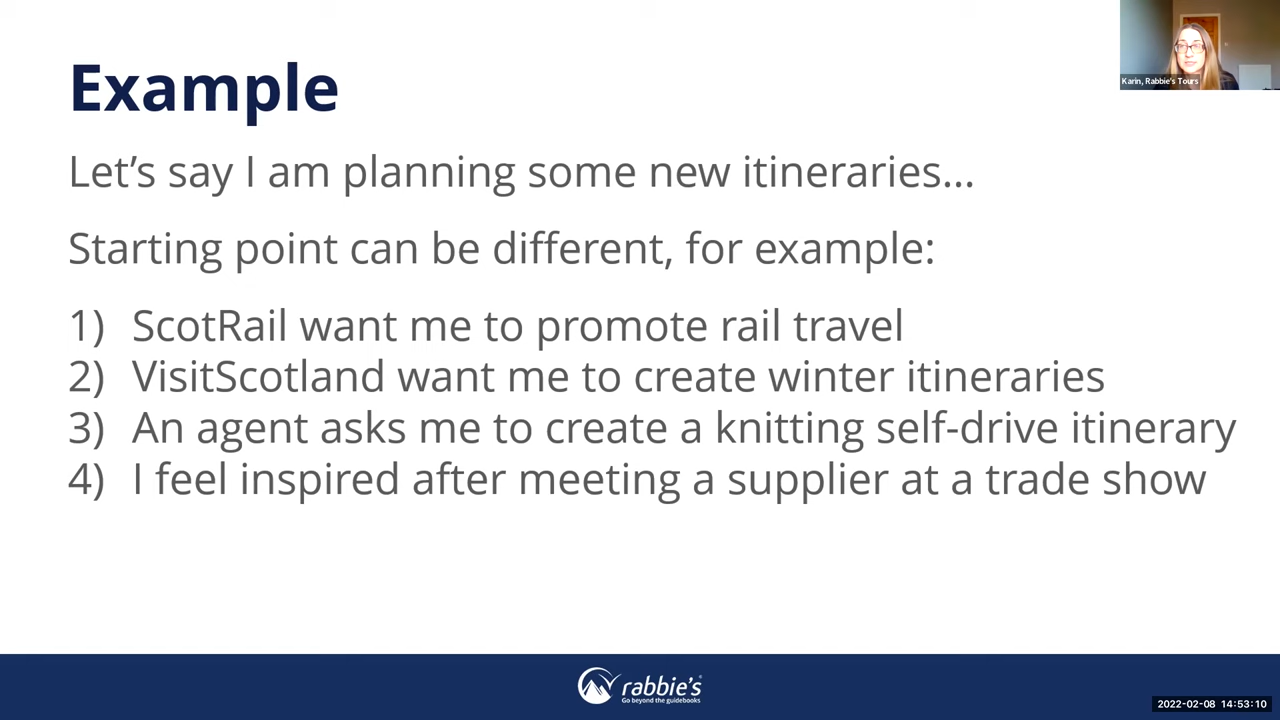 Example
Karin, Rabbie's Tours
Let's say I am planning some new itineraries...
Starting point can be different, for example:
1) ScotRail want me to promote rail travel
2) VisitScotland want me to create winter itineraries
3) An agent asks me to create a knitting self-drive itinerary
4) I feel inspired after meeting a supplier at a trade show
rabbie's
Go beyond the guidebooks
2022-02-08 14:53:10